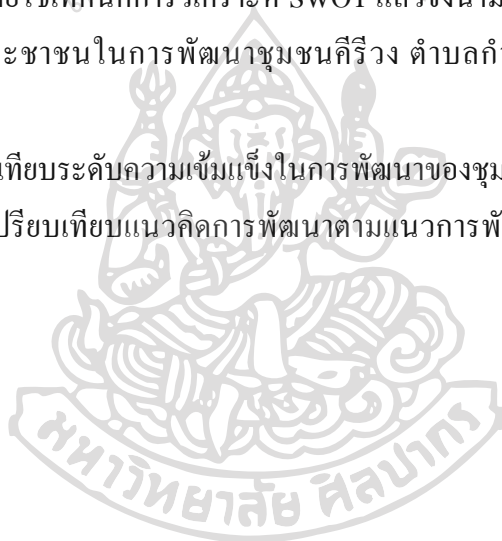 ใช้เทคนิคการวิเคราะห์ SWOT แล้วจึงนำม
ะชาชนในการพัฒนาชุมชนคีรีวง ตำบลกำ
เทียบระดับความเข้มแข็งในการพัฒนาของชุม
ปรียบเทียบแนวคิดการพัฒนาตามแนวการพั
มหาวิทยาลัย ศิลปากร